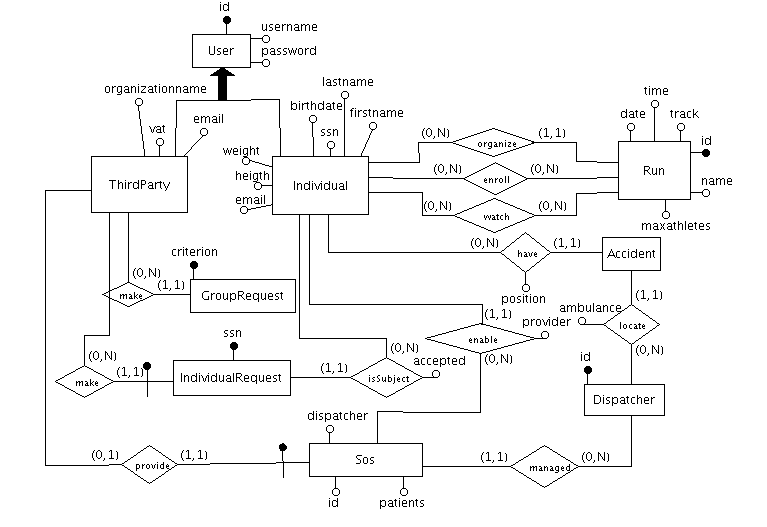 id
username
User
password
organizationname
vat
email
ThirdParty
lastname
birthdate
firstname
ssn
weight
heigth
email
Individual
(0,N)
organize
(1,1)
(0,N)
enroll
(0,N)
(0,N)
watch
(0,N)
time
date
track
id
Run
name
maxathletes
(0,N)
have
(1,1)
Accident
position
criterion
(0,N)
make
(1,1)
GroupRequest
(1,1)
ambulance
provider
locate
(0,N)
(1,1)
enable
(0,N)
ssn
(0,N)
make
(1,1)
IndividualRequest
(1,1)
(0,N)
isSubject
accepted
id
Dispatcher
dispatcher
(0,1)
provide
(1,1)
Sos
id
patients
(1,1)
managed
(0,N)